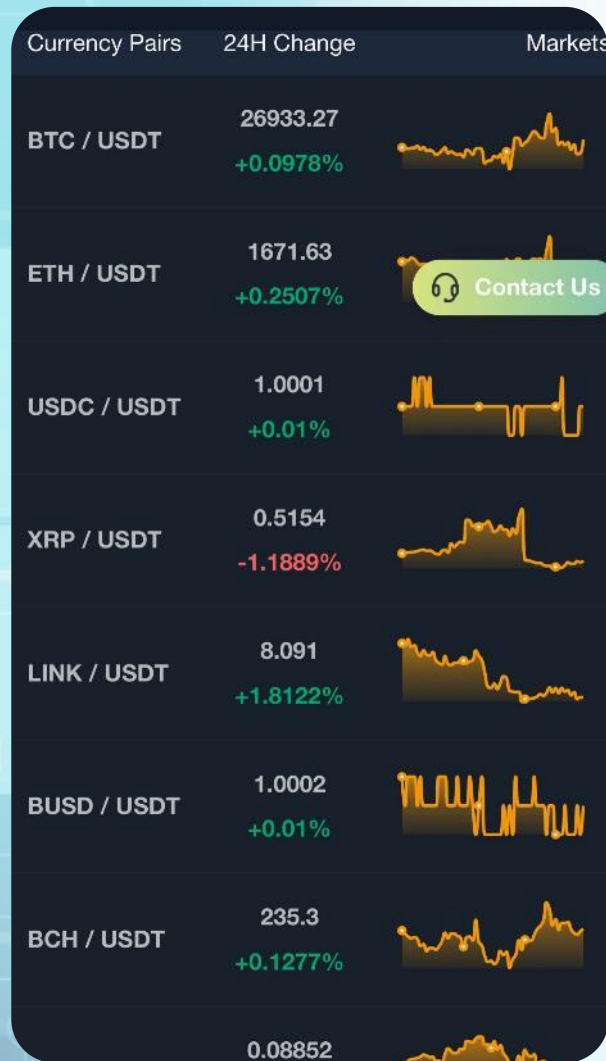 Currency Pairs 24H Change Markets
BTC / USDT 26933.27
+0.0978%
ETH / USDT 1671.63
+0.2507%
Contact Us
USDC / USDT 1.0001
+0.01%
XRP / USDT 0.5154
-1.1889%
LINK / USDT 8.091
+1.8122%
BUSD / USDT 1.0002
+0.01%
BCH / USDT 235.3
+0.1277%
0.08852